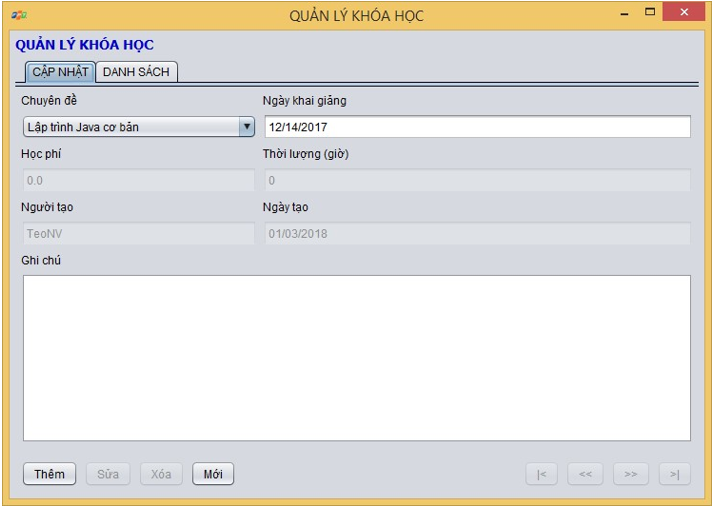 QUẢN LÝ KHÓA HỌC
QUẢN LÝ KHÓA HỌC
CẬP NHẬT DANH SÁCH
Chuyên đề Ngày khai giảng
Lập trình Java cơ bản 12/14/2017
Học phí Thời lượng (giờ)
0.0 0
Người tạo Ngày tạo
TeoNV 01/03/2018
Ghi chú
Thêm Sửa Xóa Mới |< << >> >|